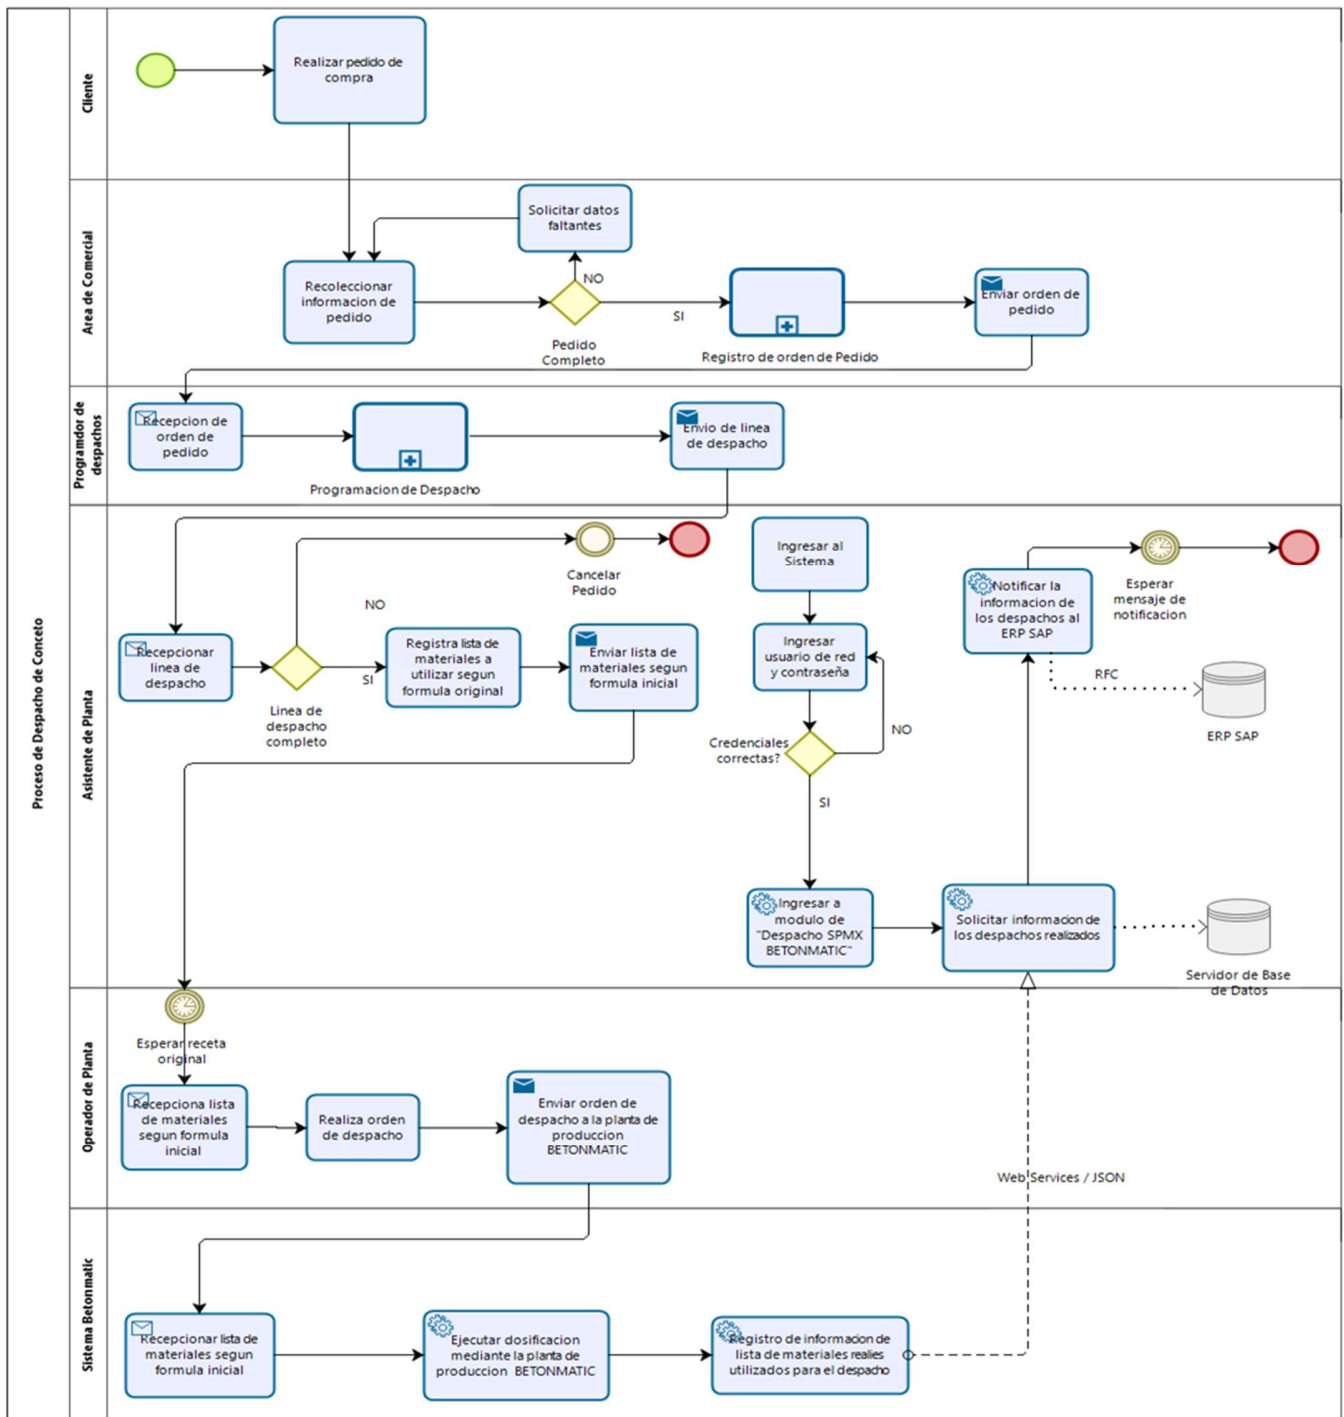 Proceso de Despacho de Conceto
Cliente
Realizar pedido de
compra
Area de Comercial
Solicitar datos
faltantes
Recoleccionar
informacion de
pedido
NO
Pedido
Completo
SI
Registro de orden de Pedido
Enviar orden de
pedido
Programdor de
despachos
Recepcion de
orden de
pedido
Programacion de Despacho
Envio de linea
de despacho
Asistente de Planta
Recepcionar
linea de
despacho
NO
SI
Linea de
despacho
completo
Cancelar
Pedido
Registra lista de
materiales a
utilizar segun
formula original
Enviar lista de
materiales segun
formula inicial
Ingresar al
Sistema
Ingresar
usuario de red
y contraseña
Credenciales
correctas?
NO
SI
Ingresar a
modulo de
"Despacho SPMX
BETONMATIC"
Solicitar informacion de
los despachos realizados
Servidor de Base
de Datos
Notificar la
informacion de
los despachos al
ERP SAP
RFC
ERP SAP
Esperar
mensaje de
notificacion
Operador de Planta
Esperar receta
original
Recepciona lista
de materiales
segun formula
inicial
Realiza orden
de despacho
Enviar orden de
despacho a la planta de
produccion
BETONMATIC
Web Services / JSON
Sistema Betonmatic
Recepcionar lista de
materiales segun
formula inicial
Ejecutar dosificacion
mediante la planta de
produccion BETONMATIC
Registro de informacion de
lista de materiales realies
utilizados para el despacho